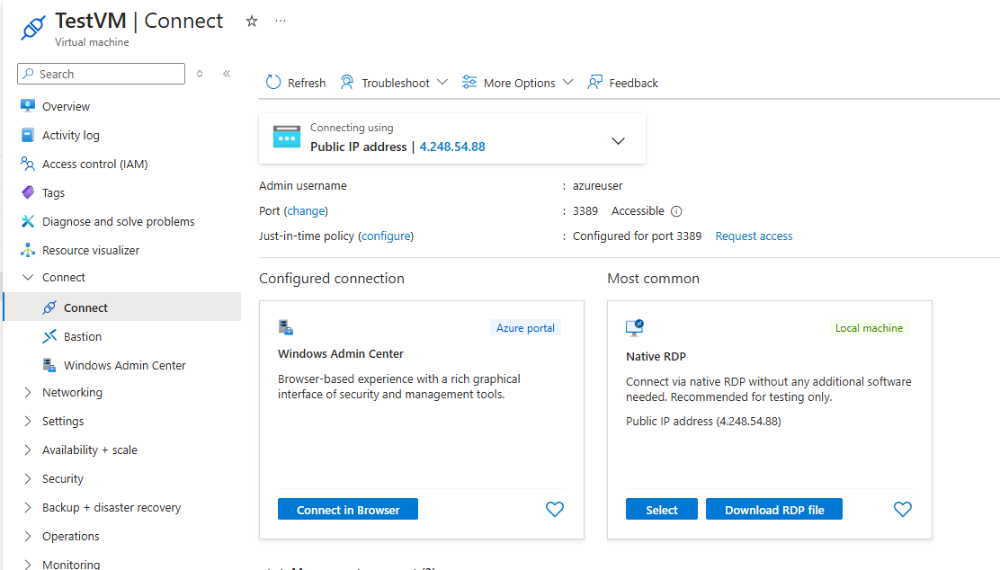 TestVM | Connect
Virtual machine
Search
Refresh Troubleshoot More Options Feedback
Overview
Activity log
Access control (IAM)
Tags
Diagnose and solve problems
Resource visualizer
Connect
Connect
Bastion
Windows Admin Center
Networking
Settings
Availability + scale
Security
Backup + disaster recovery
Operations
Monitoring
Connecting using
Public IP address | 4.248.54.88
Admin username : azureuser
Port (change) : 3389 Accessible
Just-in-time policy (configure) : Configured for port 3389 Request access
Configured connection
Azure portal
Windows Admin Center
Browser-based experience with a rich graphical
interface of security and management tools.
Connect in Browser
Most common
Local machine
Native RDP
Connect via native RDP without any additional software
needed. Recommended for testing only.
Public IP address (4.248.54.88)
Select Download RDP file